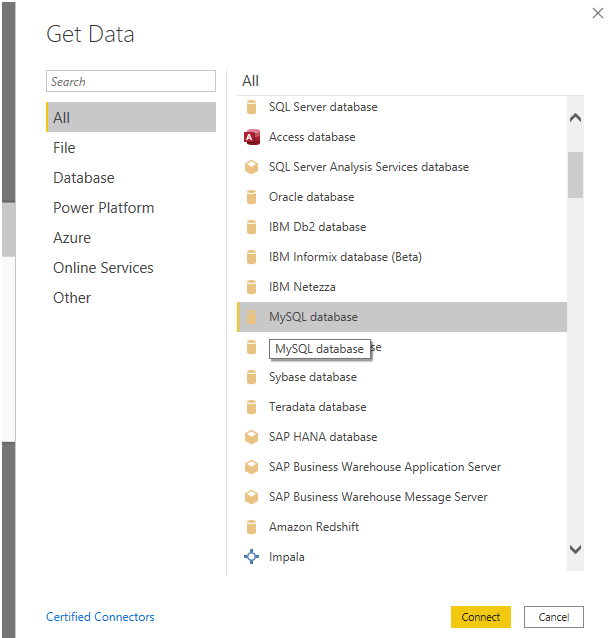 Get Data
Search
All
File
Database
Power Platform
Azure
Online Services
Other
All
SQL Server database
Access database
SQL Server Analysis Services database
Oracle database
IBM Db2 database
IBM Informix database (Beta)
IBM Netezza
MySQL database
MySQL database
Sybase database
Teradata database
SAP HANA database
SAP Business Warehouse Application Server
SAP Business Warehouse Message Server
Amazon Redshift
Impala
Certified Connectors
Connect
Cancel